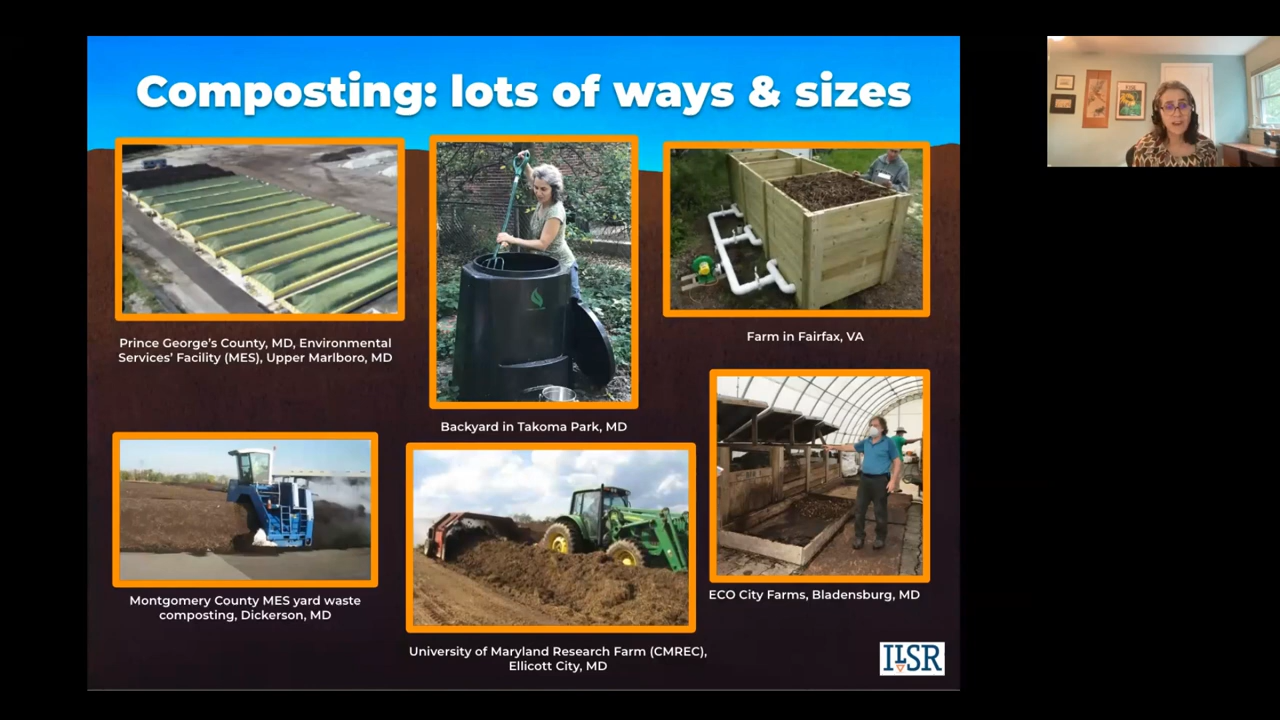 Composting: lots of ways & sizes
Prince George's County, MD, Environmental
Services' Facility (MES), Upper Marlboro, MD
Backyard in Takoma Park, MD
Farm in Fairfax, VA
Montgomery County MES yard waste
composting, Dickerson, MD
University of Maryland Research Farm (CMREC),
Ellicott City, MD
ECO City Farms, Bladensburg, MD
ILSR